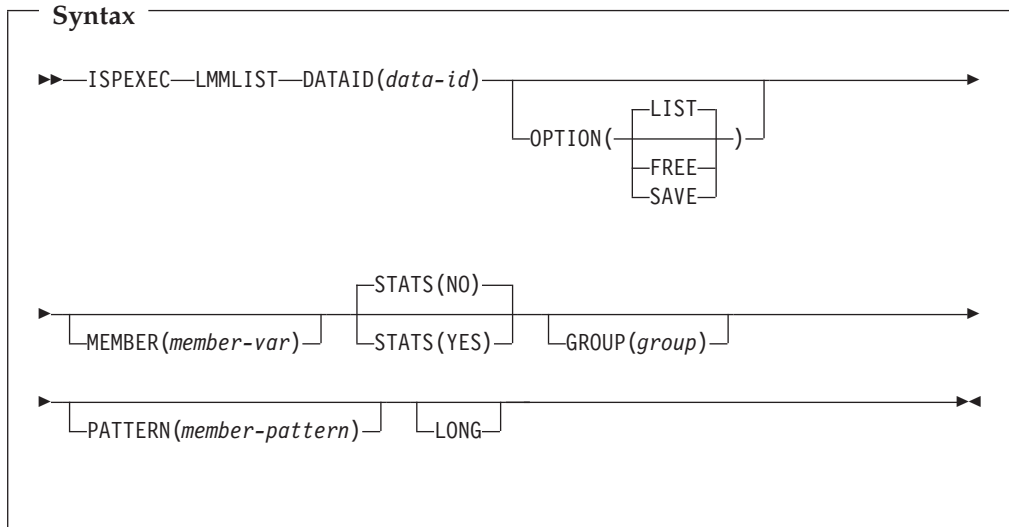 Syntax
ISPEXEC LMMLIST DATAID(data-id)
LIST
OPTION( )
FREE
SAVE
STATS(NO)
MEMBER(member-var) STATS(YES) GROUP(group)
PATTERN(member-pattern) LONG